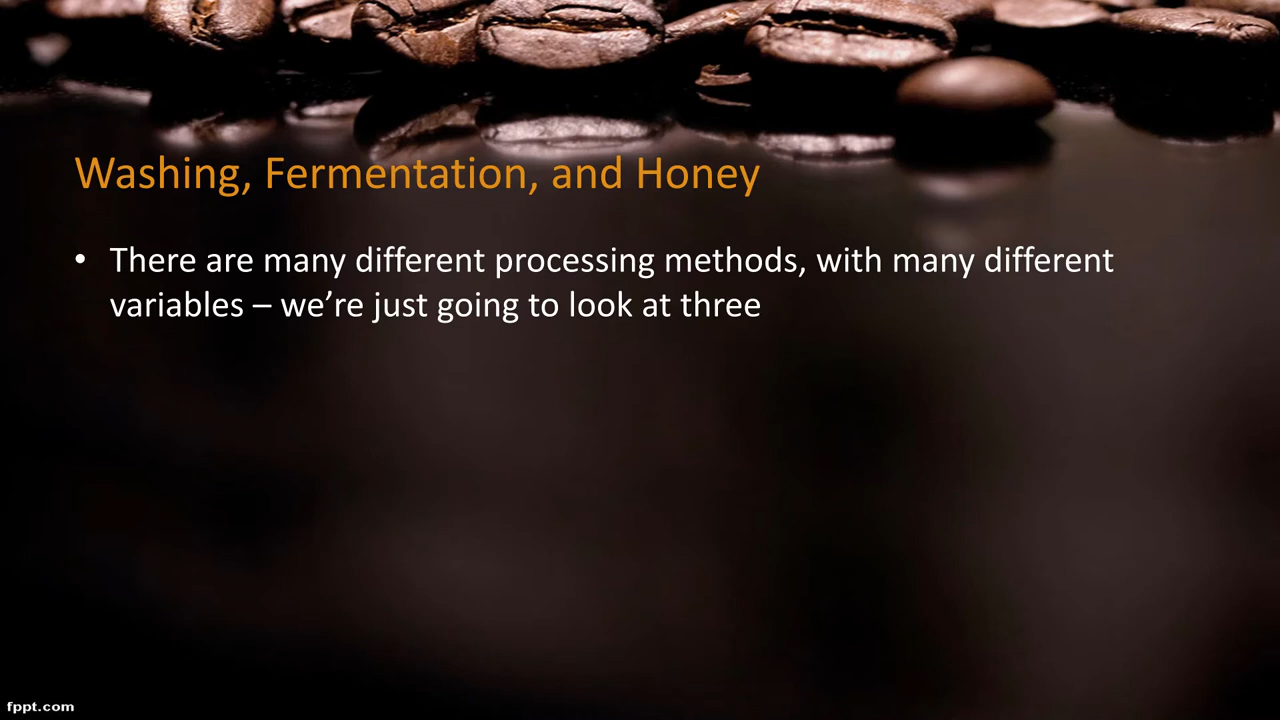 Washing, Fermentation, and Honey
• There are many different processing methods, with many different
variables – we’re just going to look at three
fppt.com